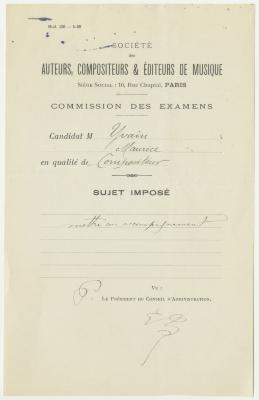 SOCIÉTÉ
des
AUTEURS, COMPOSITEURS & ÉDITEURS DE MUSIQUE
SIÈGE SOCIAL : 10, Rue Chaptal, PARIS
COMMISSION DES EXAMENS
Candidat M Yvain
Maurice
en qualité de Compositeur
SUJET IMPOSÉ
mettre un accompagnement
Vu :
LE PRÉSIDENT DU CONSEIL D'ADMINISTRATION,